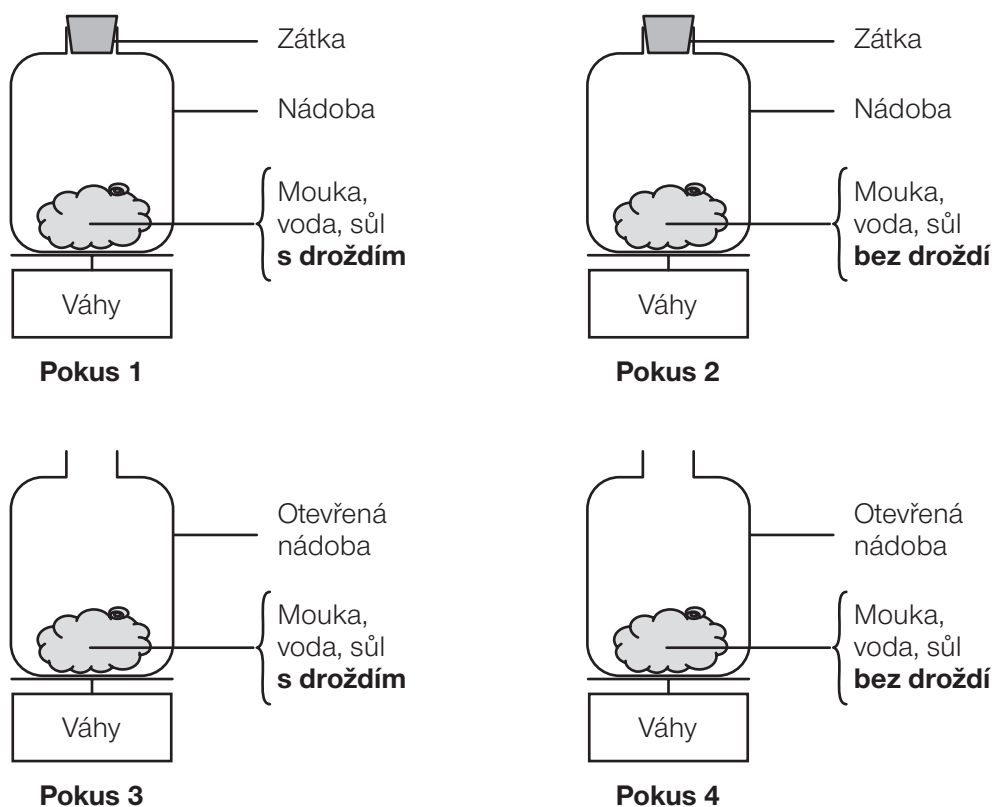 Zátka
Nádoba
Mouka,
voda, sůl
s droždím
Váhy
Pokus 1
Zátka
Nádoba
Mouka,
voda, sůl
bez droždí
Váhy
Pokus 2
Otevřená
nádoba
Mouka,
voda, sůl
s droždím
Váhy
Pokus 3
Otevřená
nádoba
Mouka,
voda, sůl
bez droždí
Váhy
Pokus 4